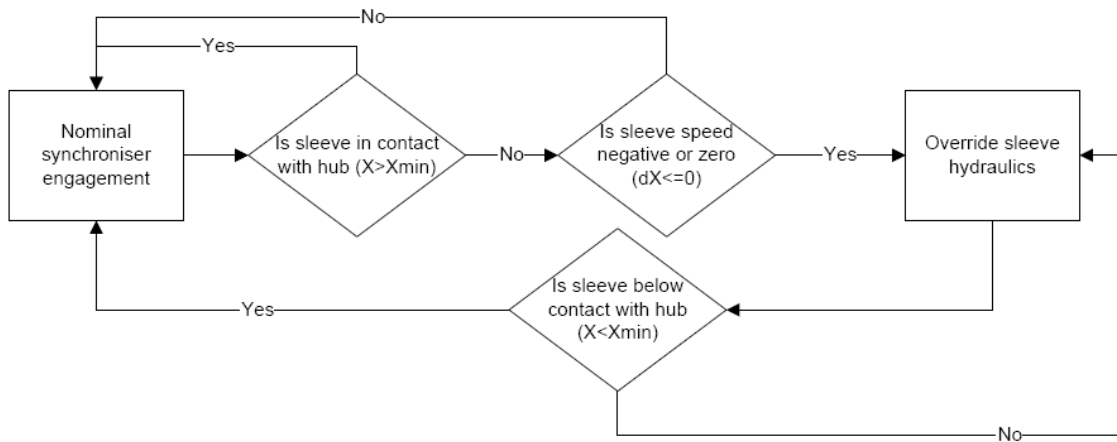 No
Yes
Nominal
synchroniser
engagement
Is sleeve in contact
with hub (X>Xmin)
No
Is sleeve speed
negative or zero
(dX<=0)
Yes
Override sleeve
hydraulics
Is sleeve below
contact with hub
(X<Xmin)
Yes
No